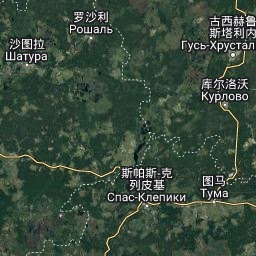 罗沙利
Рошаль
古西赫鲁
斯塔利内
Гусь-Хрустал
沙图拉
Шатура
库尔洛沃
Курлово
斯帕斯-克
列皮基
Спас-Клепики
图马
Тума